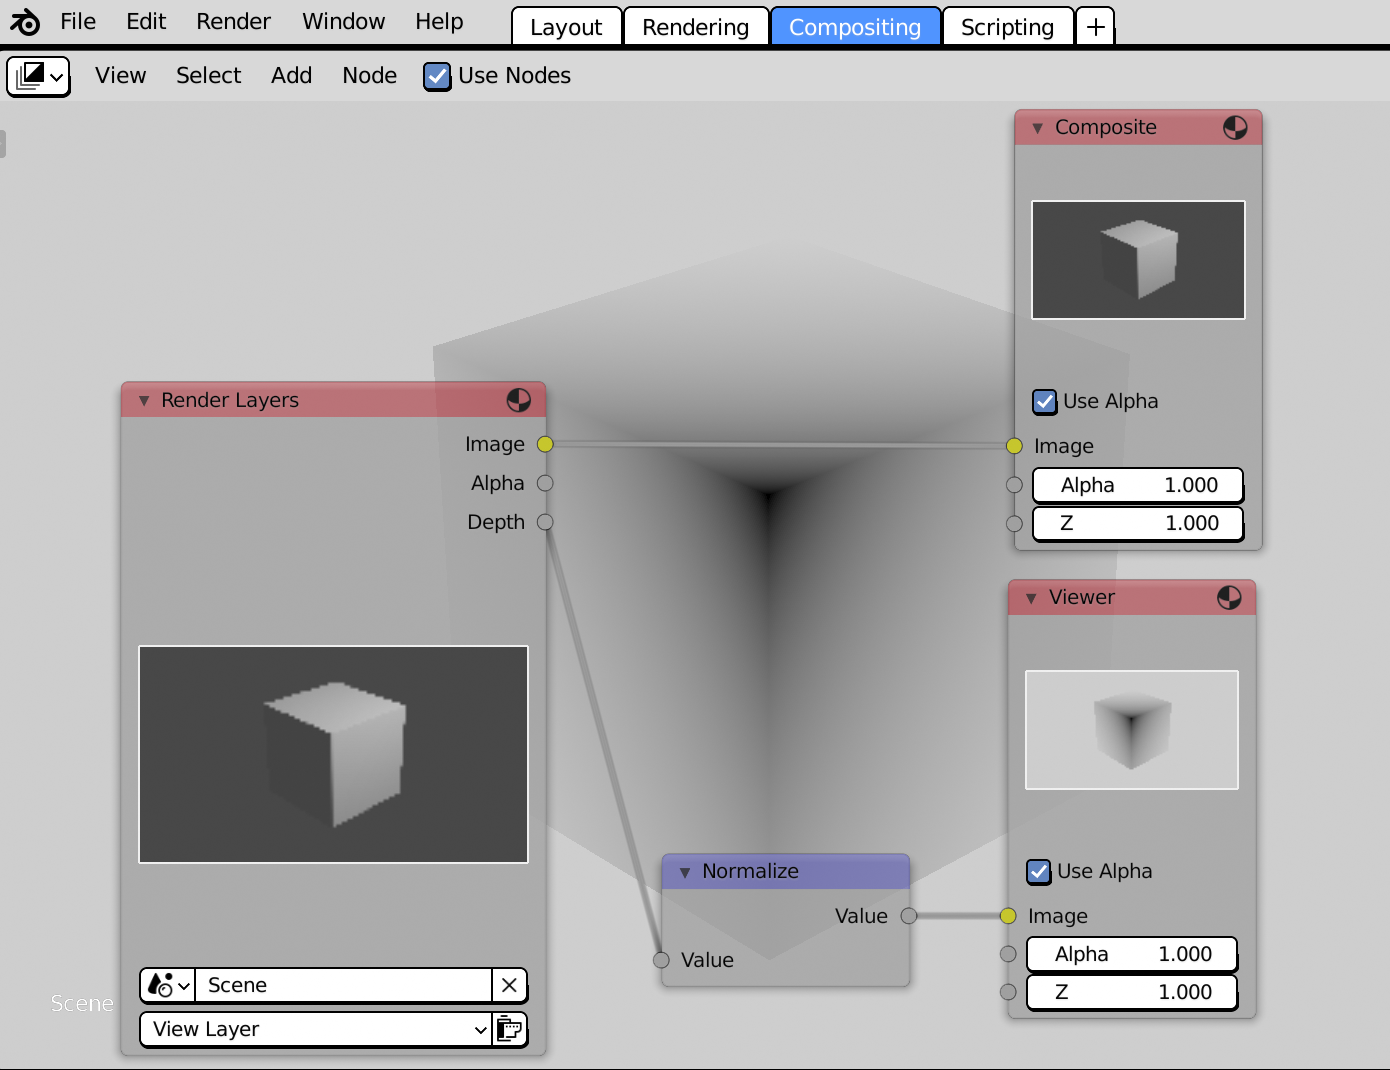 File Edit Render Window Help Layout Rendering Compositing Scripting +
View Select Add Node Use Nodes
Composite
Use Alpha
Image
Alpha 1.000
Z 1.000
Render Layers
Image
Alpha
Depth
Scene
View Layer
Scene
Normalize
Value
Value
Viewer
Use Alpha
Image
Alpha 1.000
Z 1.000